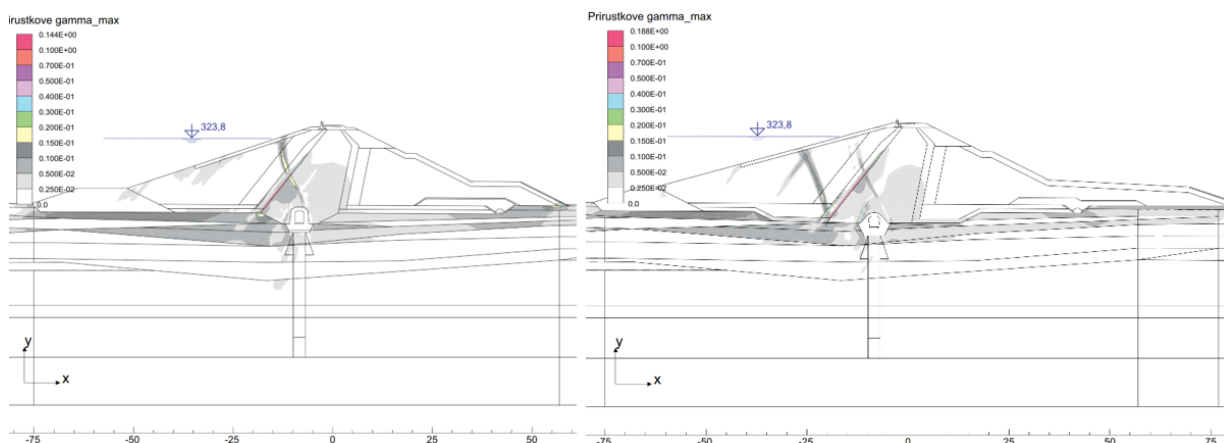 irustkove gamma_max
0.144E+00
0.100E+00
0.700E-01
0.500E-01
0.400E-01
0.300E-01
0.200E-01
0.150E-01
0.100E-01
0.500E-02
0.250E-02
0.0
323,8
y
x
-75
-50
-25
0
25
50
Prirustkove gamma_max
0.188E+00
0.100E+00
0.700E-01
0.500E-01
0.400E-01
0.300E-01
0.200E-01
0.150E-01
0.100E-01
0.500E-02
0.250E-02
0.0
323,8
y
x
-75
-50
-25
0
25
50
75